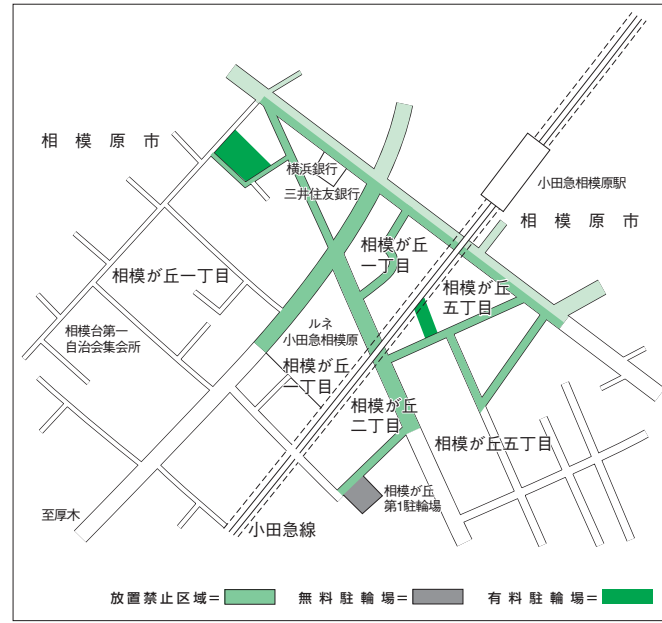 相模原市
横浜銀行
三井住友銀行
小田急相模原駅
相模原市
相模が丘
一丁目
相模が丘一丁目
相模が丘
五丁目
ルネ
小田急相模原
相模台第一
自治会集会所
相模が丘
一丁目
相模が丘
二丁目
相模が丘五丁目
相模が丘
第1駐輪場
至厚木
小田急線
放置禁止区域=
無料駐輪場=
有料駐輪場=